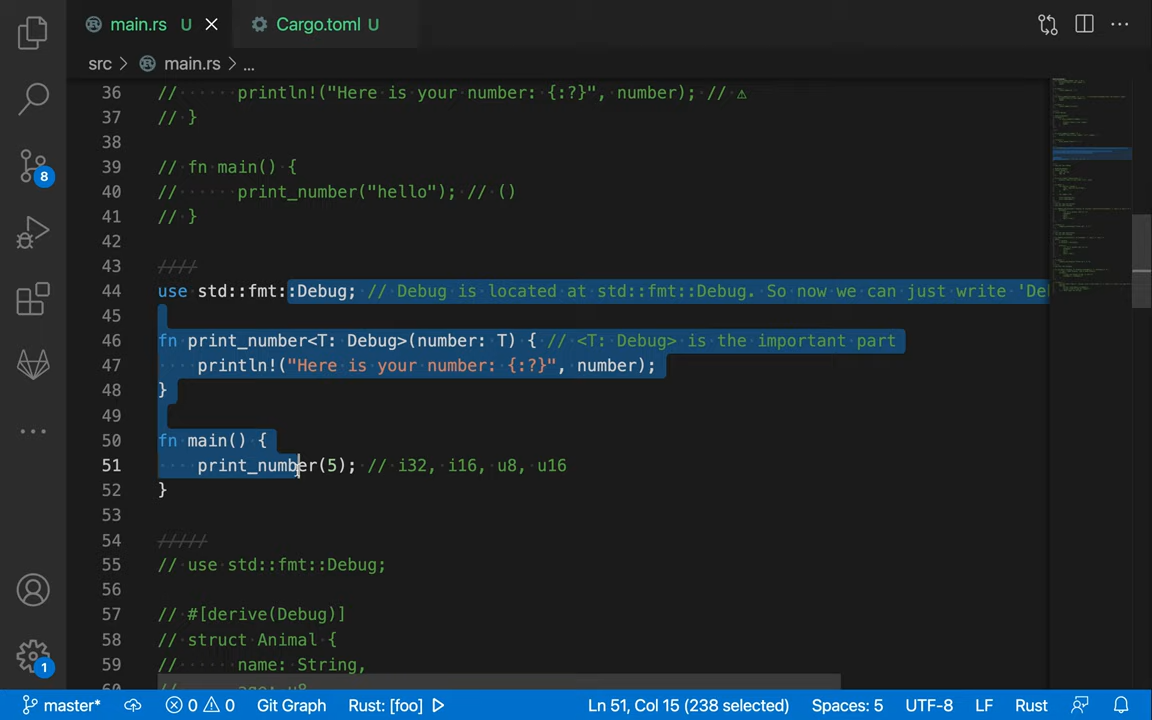 main.rs U Cargo.toml U
src > main.rs > ...
36 // println!("Here is your number: {:?}", number); // ⚠
37 // }
38
39 // fn main() {
40 // print_number("hello"); // ()
41 // }
42
43 ////
44 use std::fmt::Debug; // Debug is located at std::fmt::Debug. So now we can just write 'De
45
46 fn print_number<T: Debug>(number: T) { // <T: Debug> is the important part
47 println!("Here is your number: {:?}", number);
48 }
49
50 fn main() {
51 print_number(5); // i32, i16, u8, u16
52 }
53
54 /////
55 // use std::fmt::Debug;
56
57 // #[derive(Debug)]
58 // struct Animal {
59 // name: String,
8
1
master* 0 0 Git Graph Rust: [foo] Ln 51, Col 15 (238 selected) Spaces: 5 UTF-8 LF Rust